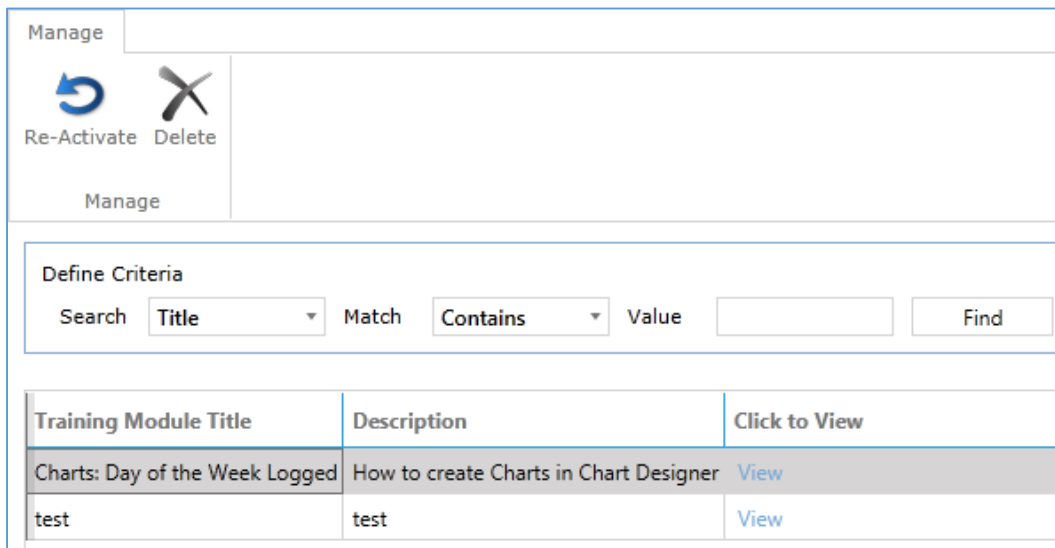 Manage
Re-Activate Delete
Manage
Define Criteria
Search Title Match Contains Value Find
Training Module Title Description Click to View
Charts: Day of the Week Logged How to create Charts in Chart Designer View
test test View